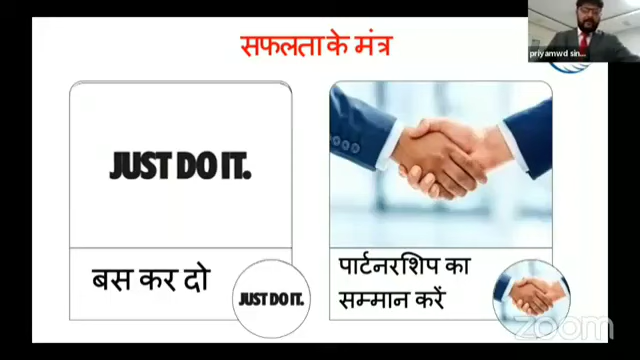 सफलता के मंत्र
priyamwd sin...
JUST DO IT.
बस कर दो
JUST DO IT.
पार्टनरशिप का
सम्मान करें
zoom